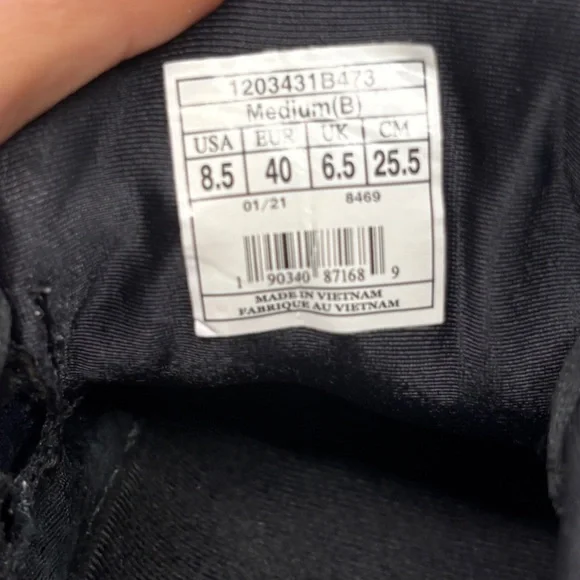 1203431B473
Medium(B)
USA EUR UK CM
8.5 40 6.5 25.5
01/21 8469
1 90340 87168 9
MADE IN VIETNAM
FABRIQUE AU VIETNAM